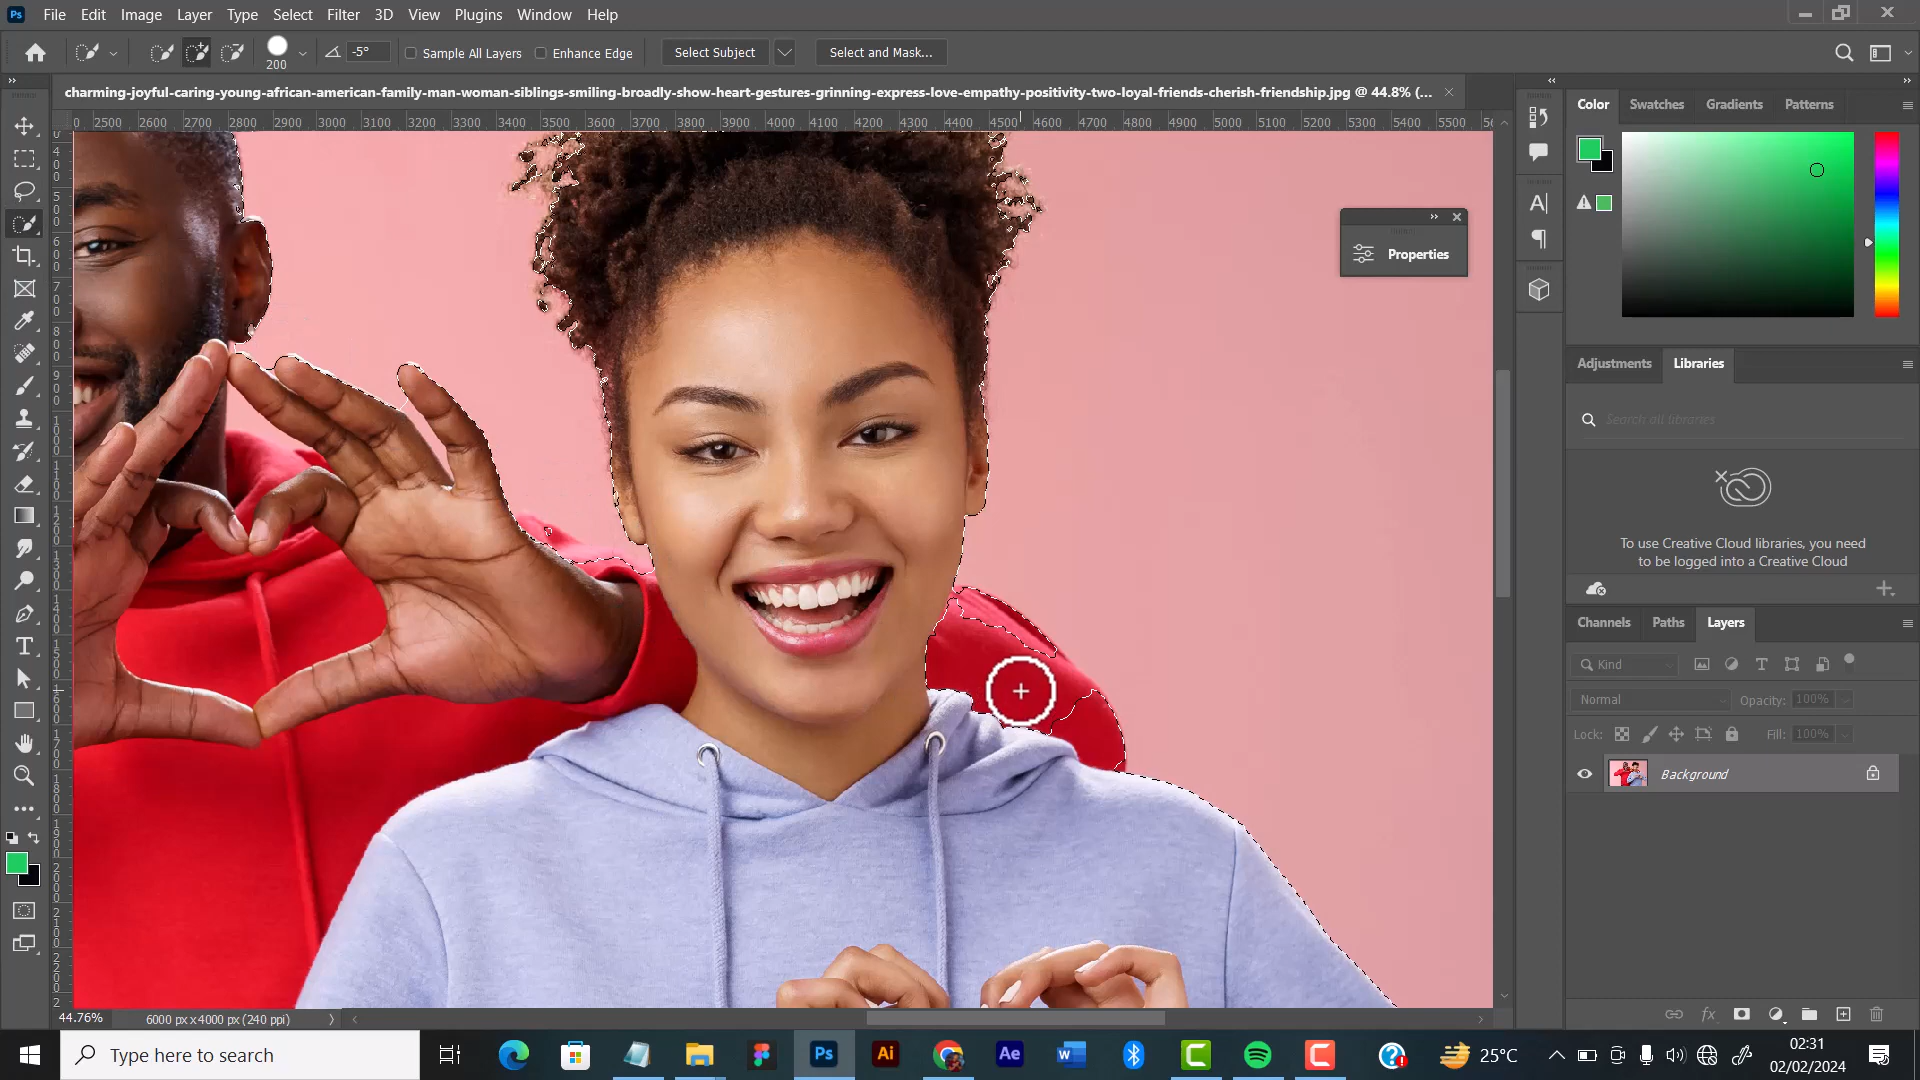 Ps File Edit Image Layer Type Select Filter 3D View Plugins Window Help
200 -5° Sample All Layers Enhance Edge Select Subject Select and Mask...
charming-joyful-caring-young-african-american-family-man-woman-siblings-smiling-broadly-show-heart-gestures-grinning-express-love-empathy-positivity-two-loyal-friends-cherish-friendship.jpg @ 44.8% (...
2500 2600 2700 2800 2900 3000 3100 3200 3300 3400 3500 3600 3700 3800 3900 4000 4100 4200 4300 4400 4500 4600 4700 4800 4900 5000 5100 5200 5300 5400 5500
Color Swatches Gradients Patterns
Properties
Adjustments Libraries
Search all libraries
To use Creative Cloud libraries, you need
to be logged into a Creative Cloud
Channels Paths Layers
Kind
Normal Opacity: 100%
Lock: Fill: 100%
Background
44.76% 6000 px x 4000 px (240 ppi)
Type here to search
Ps Ai Ae W C C
25°C
02:31
02/02/2024